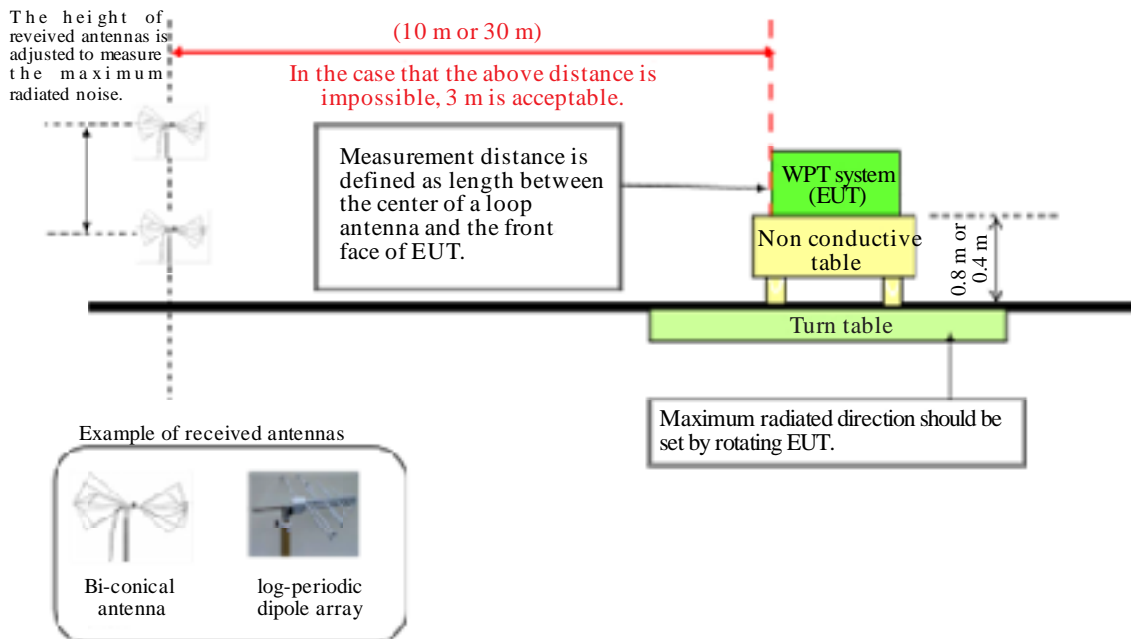 The height of
reveived antennas is
adjusted to measure
the maximum
radiated noise.
(10 m or 30 m)
In the case that the above distance is
impossible, 3 m is acceptable.
Measurement distance is
defined as length between
the center of a loop
antenna and the front
face of EUT.
WPT system
(EUT)
Non conductive
table
0.8 m or
0.4 m
Turn table
Maximum radiated direction should be
set by rotating EUT.
Example of received antennas
Bi-conical
antenna
log-periodic
dipole array